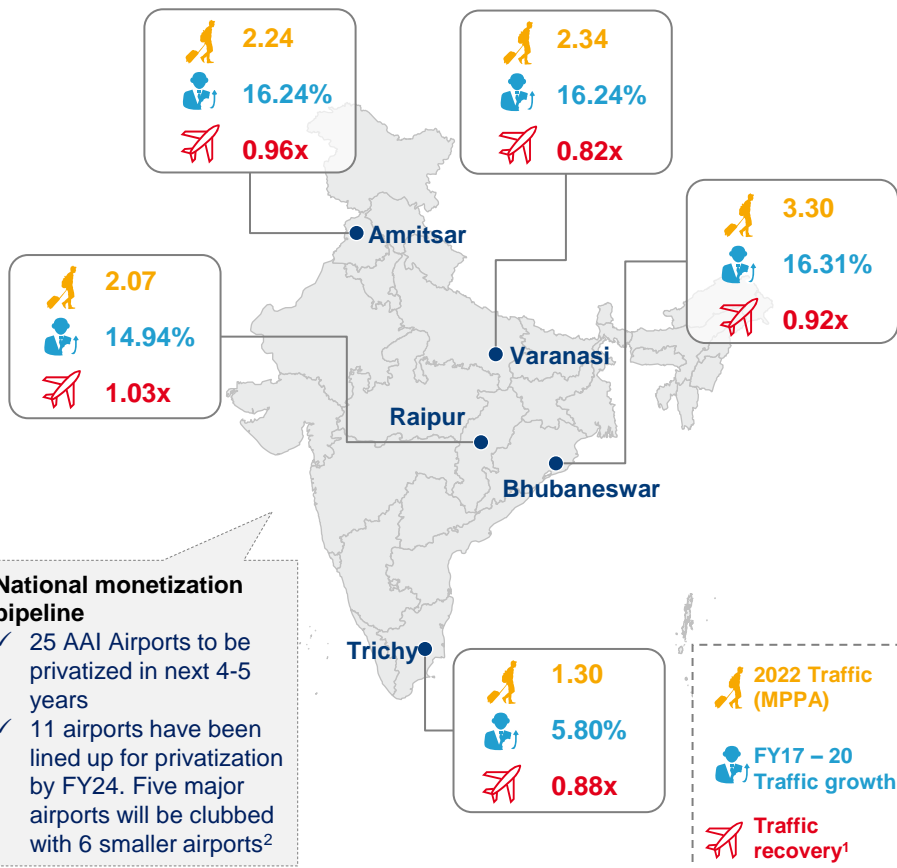 2.24
16.24%
0.96x
2.34
16.24%
0.82x
3.30
16.31%
0.92x
Amritsar
2.07
14.94%
1.03x
Varanasi
Raipur
Bhubaneswar
National monetization
pipeline
✓ 25 AAI Airports to be
privatized in next 4-5
years
✓ 11 airports have been
lined up for privatization
by FY24. Five major
airports will be clubbed
with 6 smaller airports²
Trichy
1.30
5.80%
0.88x
2022 Traffic
(MPPA)
FY17 – 20
Traffic growth
Traffic
recovery¹